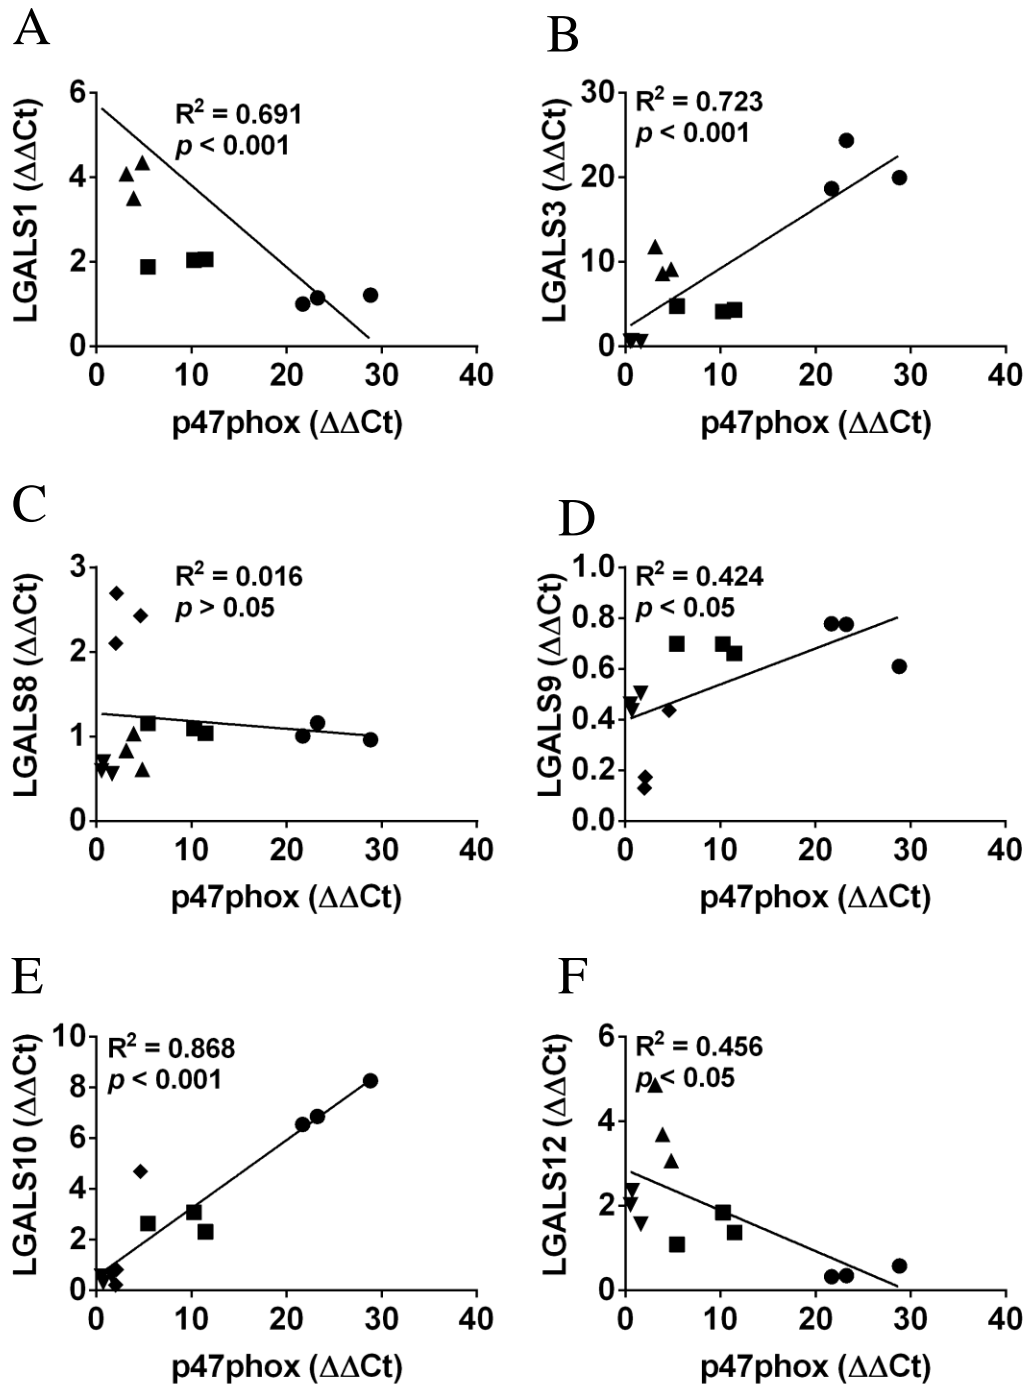 A
LGALS1 (ΔΔCt)
R² = 0.691
p < 0.001
6
4
2
0
0 10 20 30 40
p47phox (ΔΔCt)
B
LGALS3 (ΔΔCt)
R² = 0.723
p < 0.001
30
20
10
0
0 10 20 30 40
p47phox (ΔΔCt)
C
LGALS8 (ΔΔCt)
R² = 0.016
p > 0.05
3
2
1
0
0 10 20 30 40
p47phox (ΔΔCt)
D
LGALS9 (ΔΔCt)
R² = 0.424
p < 0.05
1.0
0.8
0.6
0.4
0.2
0.0
0 10 20 30 40
p47phox (ΔΔCt)
E
LGALS10 (ΔΔCt)
R² = 0.868
p < 0.001
10
8
6
4
2
0
0 10 20 30 40
p47phox (ΔΔCt)
F
LGALS12 (ΔΔCt)
R² = 0.456
p < 0.05
6
4
2
0
0 10 20 30 40
p47phox (ΔΔCt)